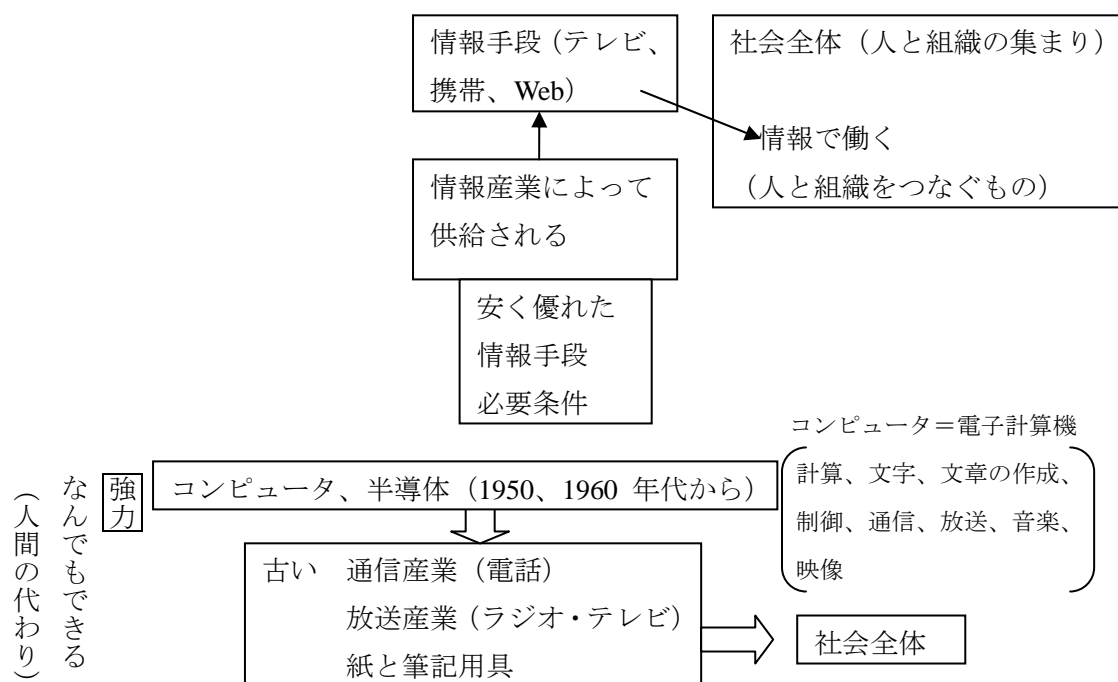 情報手段（テレビ、
携帯、Web）
社会全体（人と組織の集まり）
情報で働く
（人と組織をつなぐもの）
情報産業によって
供給される
安く優れた
情報手段
必要条件
コンピュータ＝電子計算機
計算、文字、文章の作成、
制御、通信、放送、音楽、
映像
強力
なんでもできる
（人間の代わり）
コンピュータ、半導体（1950、1960 年代から）
古い　通信産業（電話）
放送産業（ラジオ・テレビ）
紙と筆記用具
社会全体